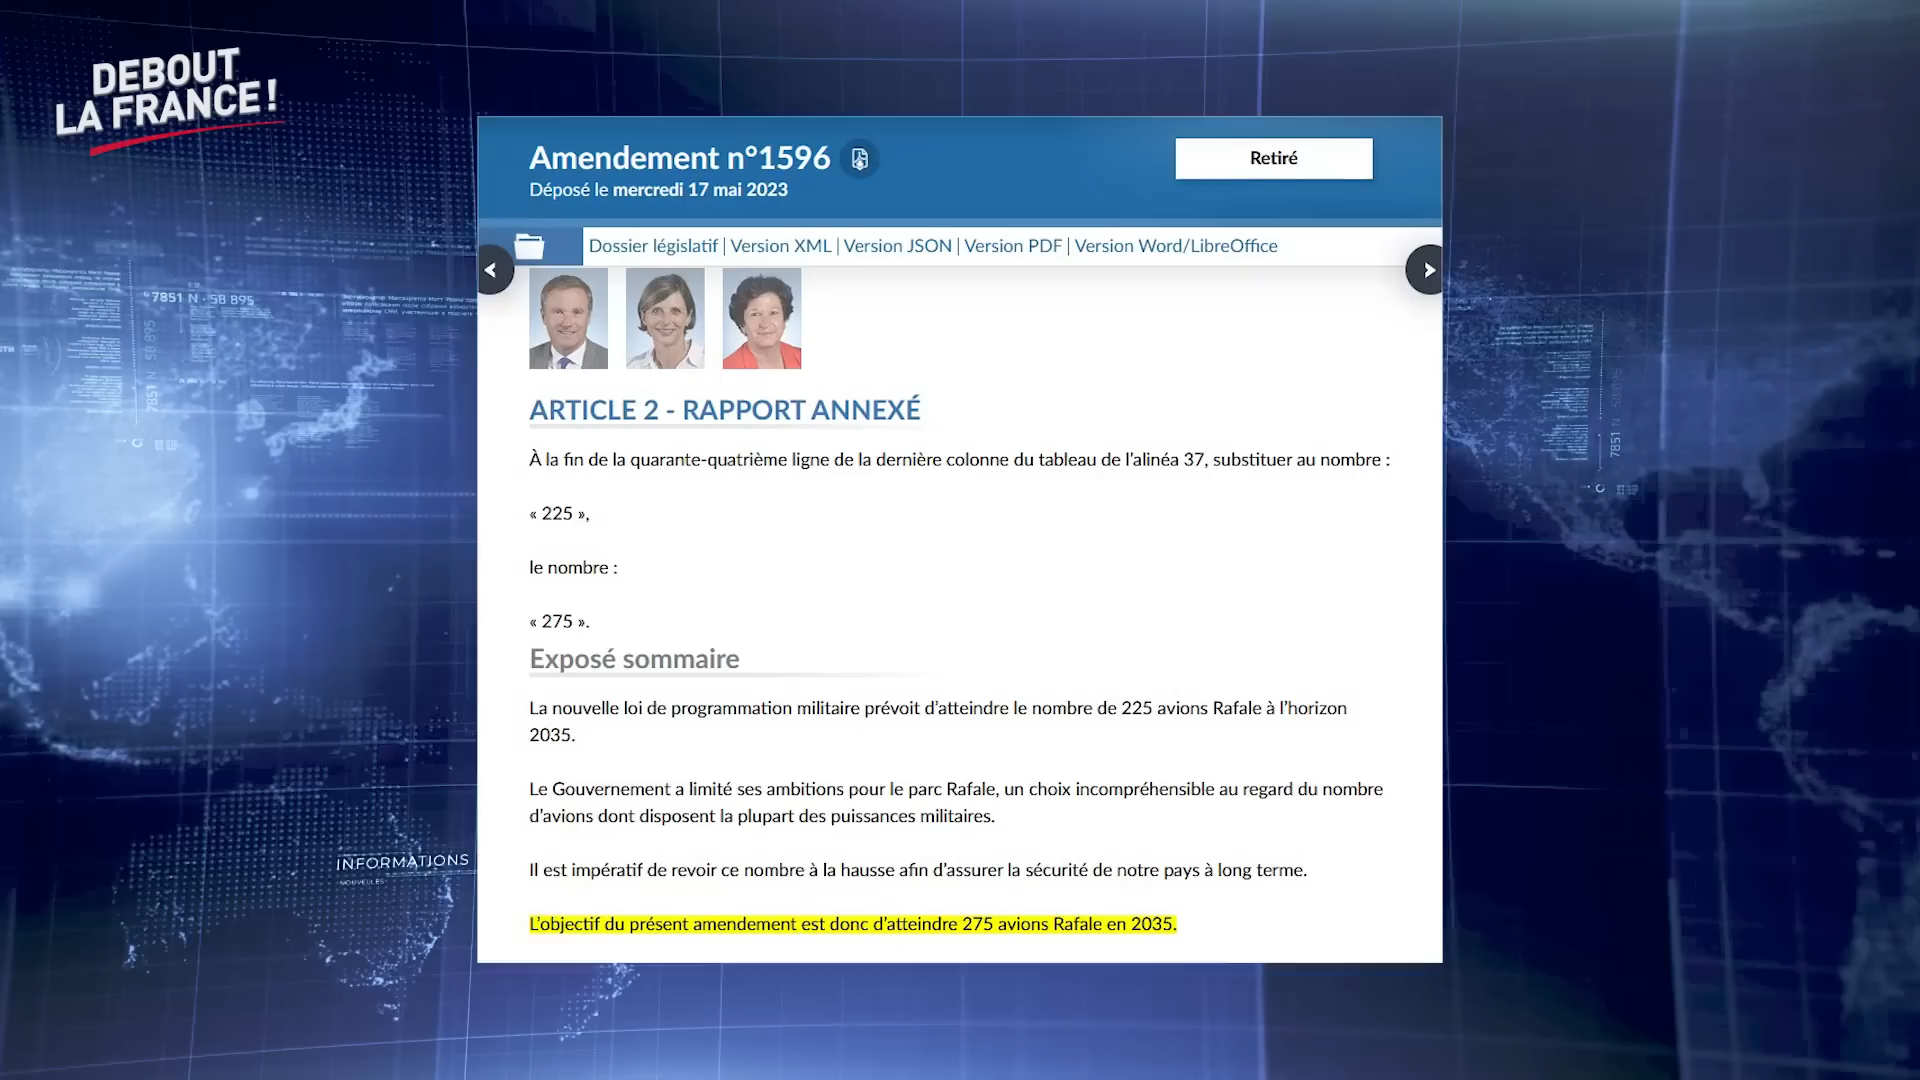 DEBOUT
LA FRANCE !
Amendement n°1596
Retiré
Déposé le mercredi 17 mai 2023
Dossier législatif | Version XML | Version JSON | Version PDF | Version Word/LibreOffice
7851 N - 58 895
7851 N 58 895
ARTICLE 2 - RAPPORT ANNEXÉ
À la fin de la quarante-quatrième ligne de la dernière colonne du tableau de l’alinéa 37, substituer au nombre :
« 225 »,
le nombre :
« 275 ».
Exposé sommaire
La nouvelle loi de programmation militaire prévoit d’atteindre le nombre de 225 avions Rafale à l’horizon
2035.
Le Gouvernement a limité ses ambitions pour le parc Rafale, un choix incompréhensible au regard du nombre
d’avions dont disposent la plupart des puissances militaires.
Il est impératif de revoir ce nombre à la hausse afin d’assurer la sécurité de notre pays à long terme.
L’objectif du présent amendement est donc d’atteindre 275 avions Rafale en 2035.
INFORMATIONS
NOUVELLES